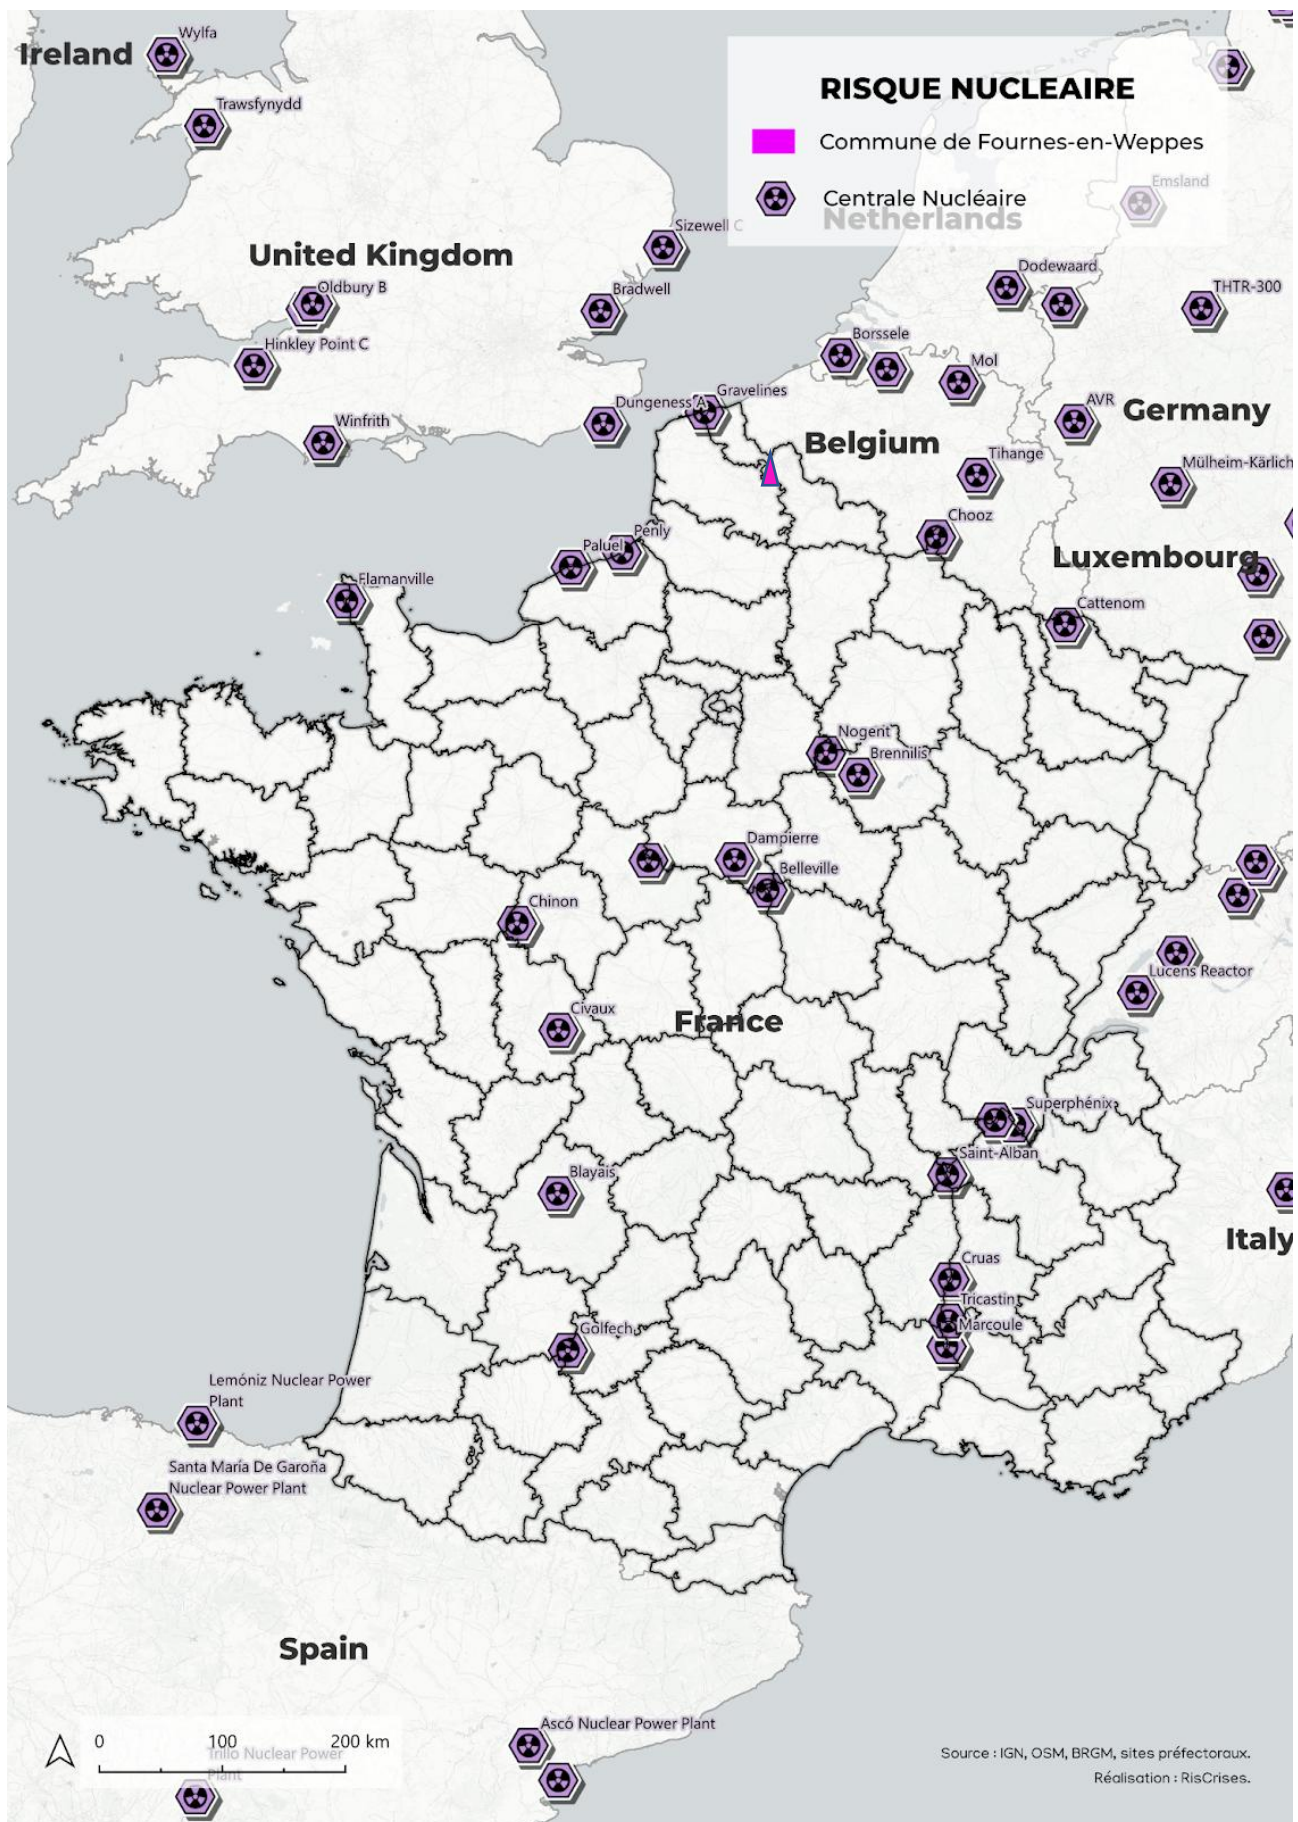 Wylfa
Ireland
Trawsfynydd
RISQUE NUCLEAIRE
Commune de Fournes-en-Weppes
Centrale Nucléaire
Emsland
Netherlands
Sizewell C
United Kingdom
Oldbury B
Bradwell
Dodewaard
THTR-300
Hinkley Point C
Borssele
Mol
Gravelines
Dungeness A
AVR
Germany
Winfrith
Belgium
Tihange
Mülheim-Kärlich
Chooz
Penly
Paluel
Luxembourg
Flamanville
Cattenom
Nogent
Brennilis
Dampierre
Belleville
Chinon
Lucens Reactor
Civaux
France
Superphénix
Saint-Alban
Blayais
Italy
Cruas
Tricastin
Marcoule
Golfech
Lemóniz Nuclear Power
Plant
Santa María De Garoña
Nuclear Power Plant
Spain
Ascó Nuclear Power Plant
0 100 200 km
Trillo Nuclear Power
Plant
Source : IGN, OSM, BRGM, sites préfectoraux.
Réalisation : RisCrises.